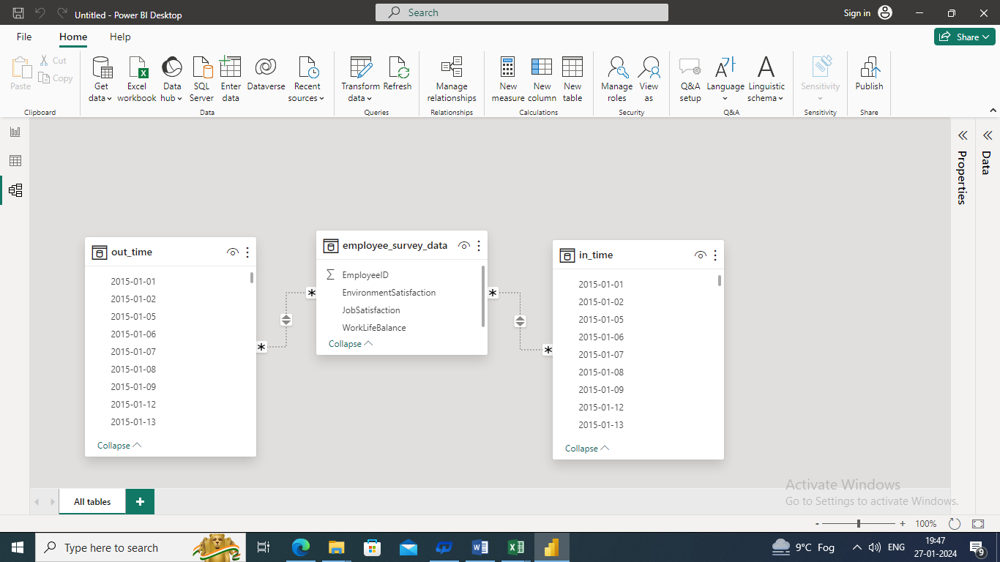 Untitled - Power BI Desktop
Search
Sign in
File
Home
Help
Share
Paste
Cut
Copy
Get data
Excel workbook
Data hub
SQL Server
Enter data
Dataverse
Recent sources
Transform data
Refresh
Manage relationships
New measure
New column
New table
Manage roles
View as
Q&A setup
Language
Linguistic schema
Sensitivity
Publish
Clipboard
Data
Queries
Relationships
Calculations
Security
Q&A
Sensitivity
Share
out_time
2015-01-01
2015-01-02
2015-01-05
2015-01-06
2015-01-07
2015-01-08
2015-01-09
2015-01-12
2015-01-13
Collapse
employee_survey_data
EmployeeID
EnvironmentSatisfaction
JobSatisfaction
WorkLifeBalance
Collapse
in_time
2015-01-01
2015-01-02
2015-01-05
2015-01-06
2015-01-07
2015-01-08
2015-01-09
2015-01-12
2015-01-13
Collapse
Properties
Data
Activate Windows
Go to Settings to activate Windows.
All tables
+
- + 100%
Type here to search
9°C Fog
ENG
19:47
27-01-2024
9